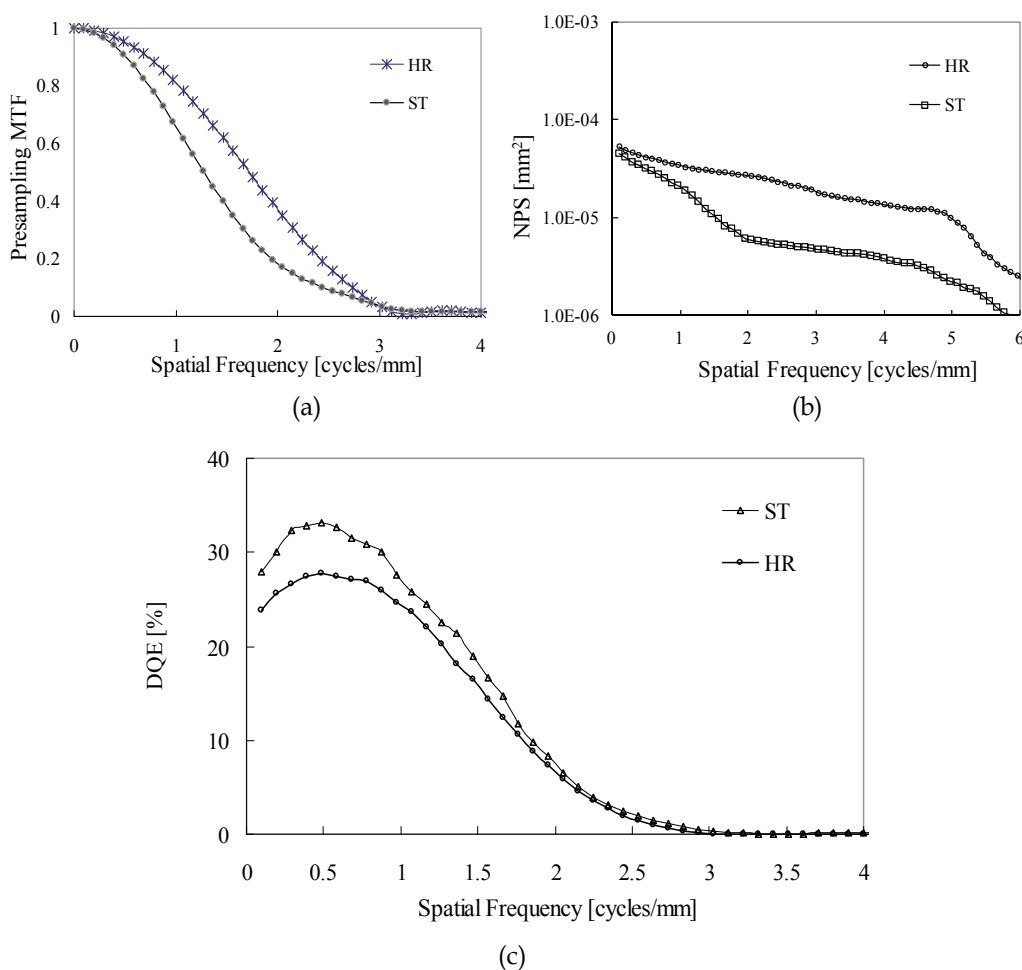 1
0.8
0.6
0.4
0.2
0
Presampling MTF
HR
ST
0 1 2 3 4
Spatial Frequency [cycles/mm]
(a)
1.0E-03
1.0E-04
1.0E-05
1.0E-06
NPS [mm²]
HR
ST
0 1 2 3 4 5 6
Spatial Frequency [cycles/mm]
(b)
40
30
20
10
0
DQE [%]
ST
HR
0 0.5 1 1.5 2 2.5 3 3.5 4
Spatial Frequency [cycles/mm]
(c)